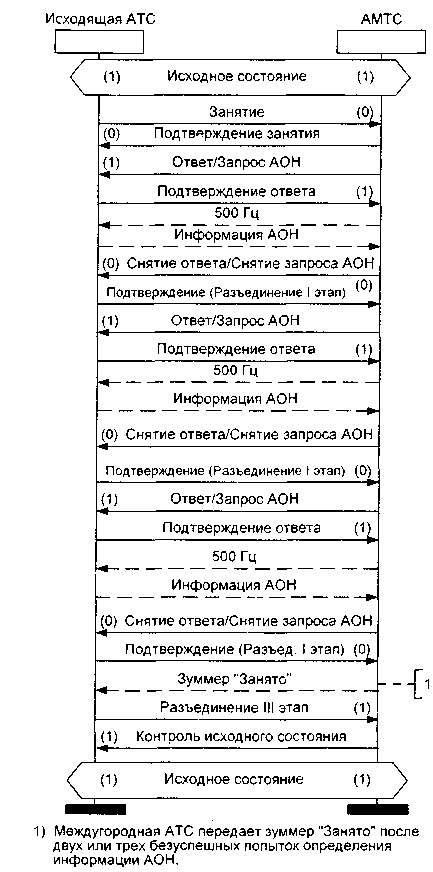 Исходящая АТС АМТС
(1) Исходное состояние (1)
Занятие (0)
(0) Подтверждение занятия
(1) Ответ/Запрос АОН
Подтверждение ответа (1)
500 Гц
Информация АОН
(0) Снятие ответа/Снятие запроса АОН
Подтверждение (Разъединение I этап) (0)
(1) Ответ/Запрос АОН
Подтверждение ответа (1)
500 Гц
Информация АОН
(0) Снятие ответа/Снятие запроса АОН
Подтверждение (Разъединение I этап) (0)
(1) Ответ/Запрос АОН
Подтверждение ответа (1)
500 Гц
Информация АОН
(0) Снятие ответа/Снятие запроса АОН
Подтверждение (Разъед. I этап) (0)
Зуммер "Занято" 1
Разъединение III этап (1)
(1) Контроль исходного состояния
(1) Исходное состояние (1)
1) Междугородная АТС передает зуммер "Занято" после
двух или трех безуспешных попыток определения
информации АОН.